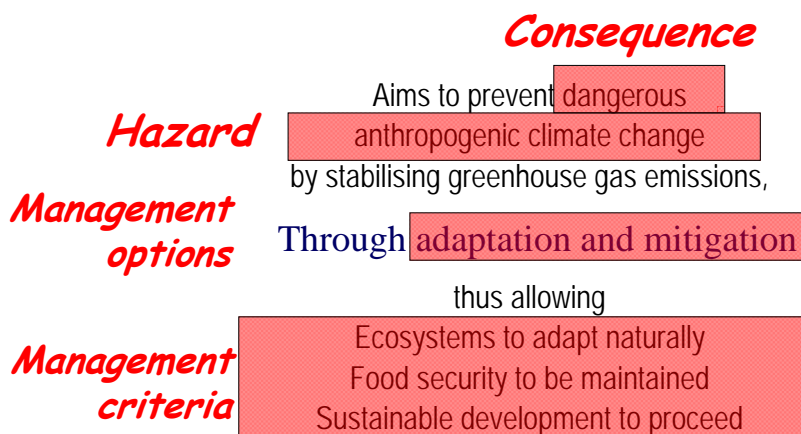 Consequence
Aims to prevent dangerous
Hazard
anthropogenic climate change
by stabilising greenhouse gas emissions,
Management
options
Through adaptation and mitigation
thus allowing
Management
criteria
Ecosystems to adapt naturally
Food security to be maintained
Sustainable development to proceed